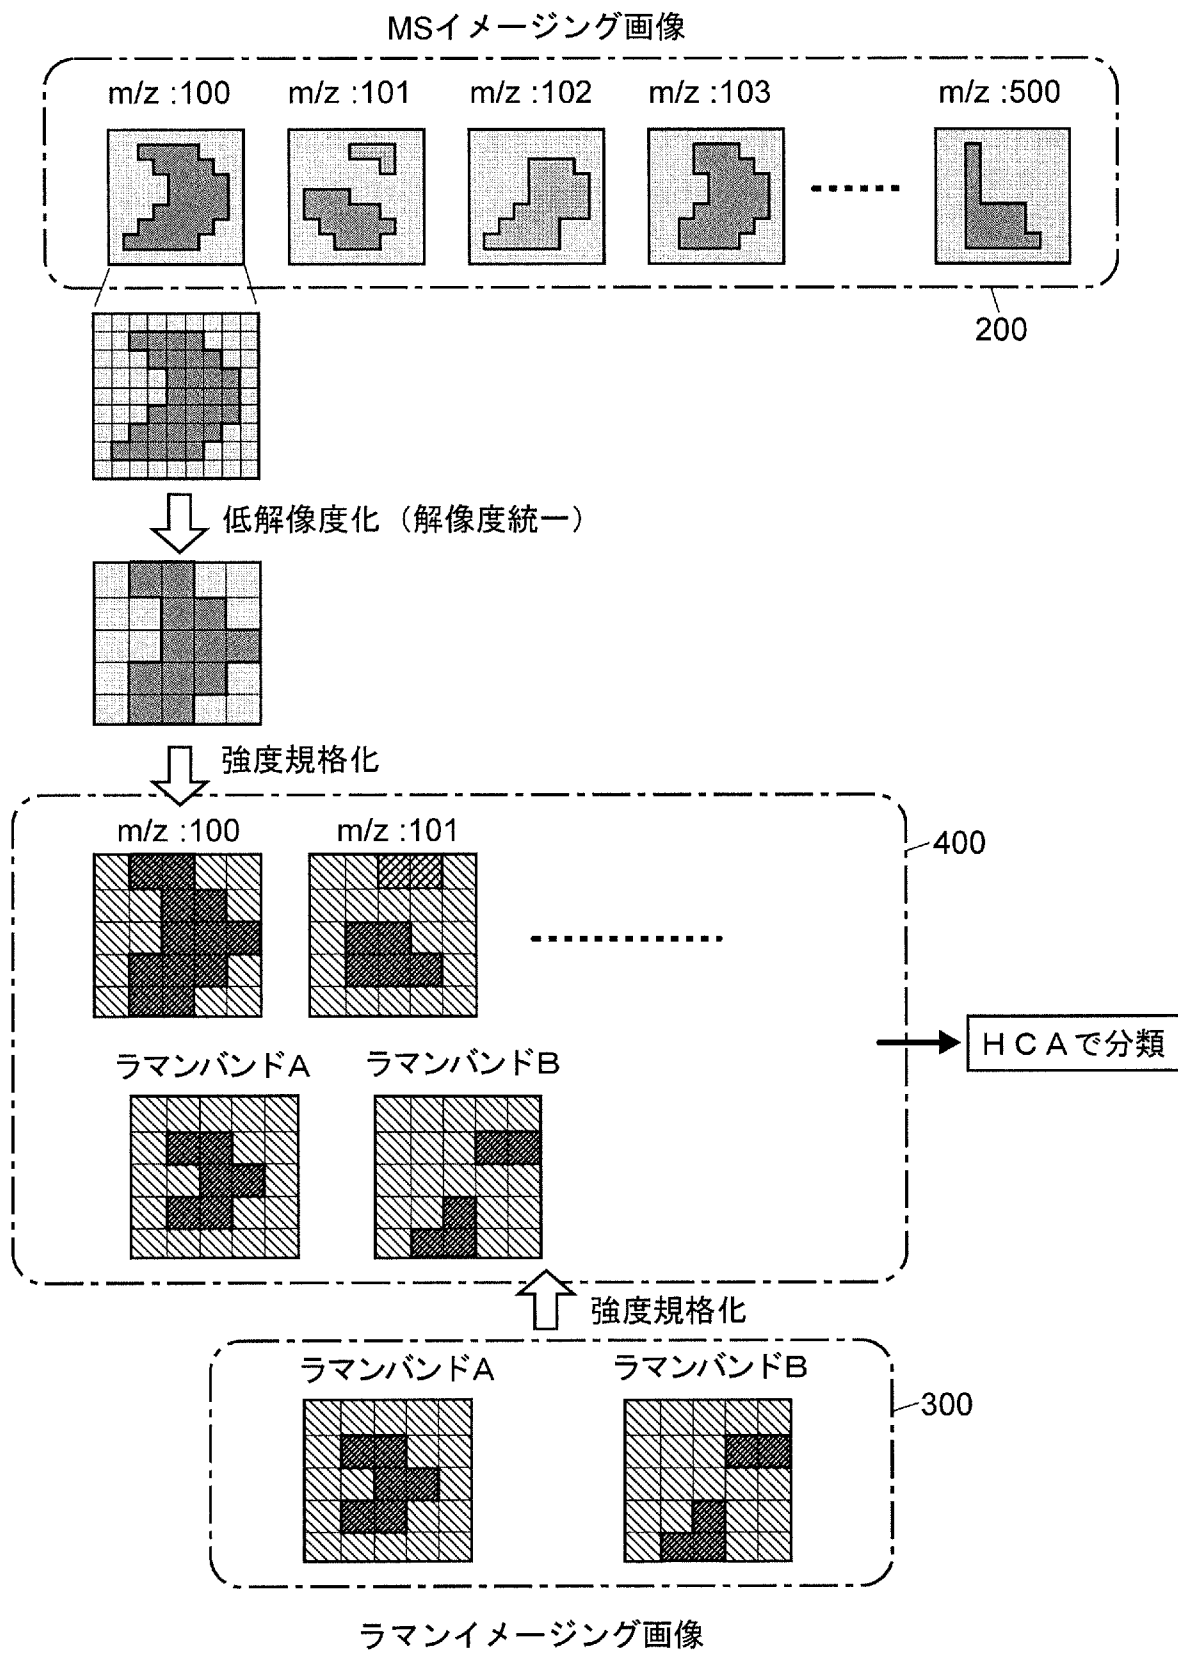 MSイメージング画像
m/z :100 m/z :101 m/z :102 m/z :103 m/z :500
200
低解像度化（解像度統一）
強度規格化
m/z :100 m/z :101
400
ＨＣＡで分類
ラマンバンドA ラマンバンドB
強度規格化
ラマンバンドA ラマンバンドB
300
ラマンイメージング画像